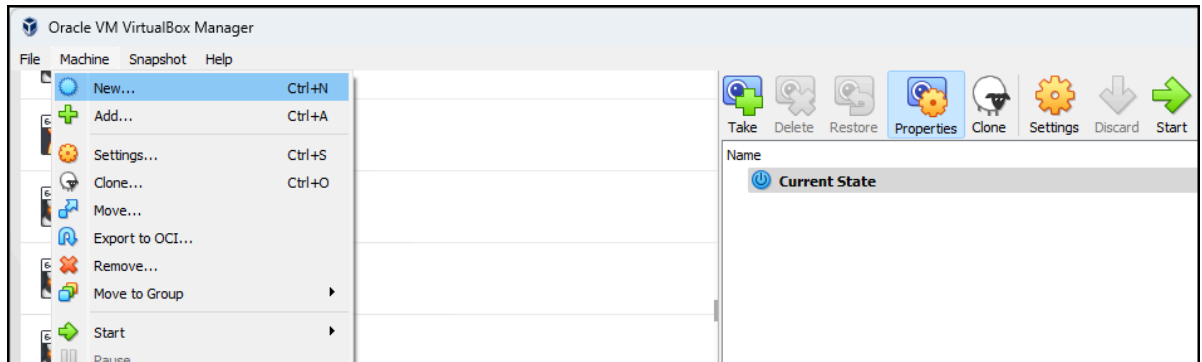 Oracle VM VirtualBox Manager
File Machine Snapshot Help
New... Ctrl+N
Add... Ctrl+A
Settings... Ctrl+S
Clone... Ctrl+O
Move...
Export to OCI...
Remove...
Move to Group
Start
Pause
Take Delete Restore Properties Clone Settings Discard Start
Name
Current State